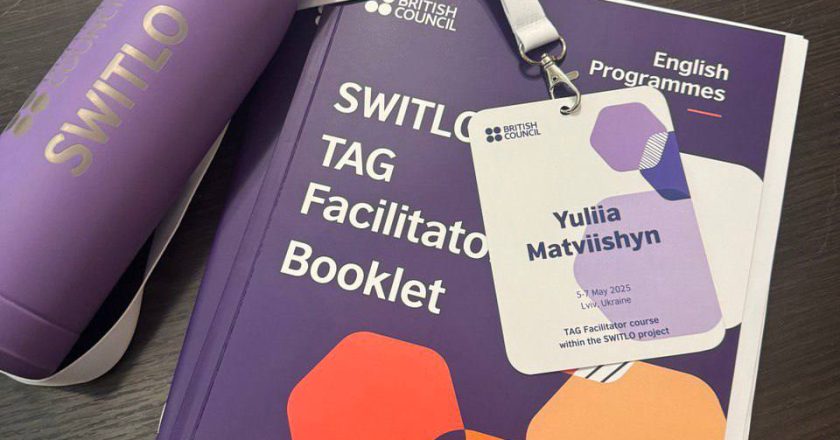 SWITLO
BRITISH
COUNCIL
English
Programmes
SWITLO
TAG
Facilitato
Booklet
BRITISH
COUNCIL
Yuliia
Matviishyn
5-7 May 2025
Lviv, Ukraine
TAG Facilitator course
within the SWITLO project